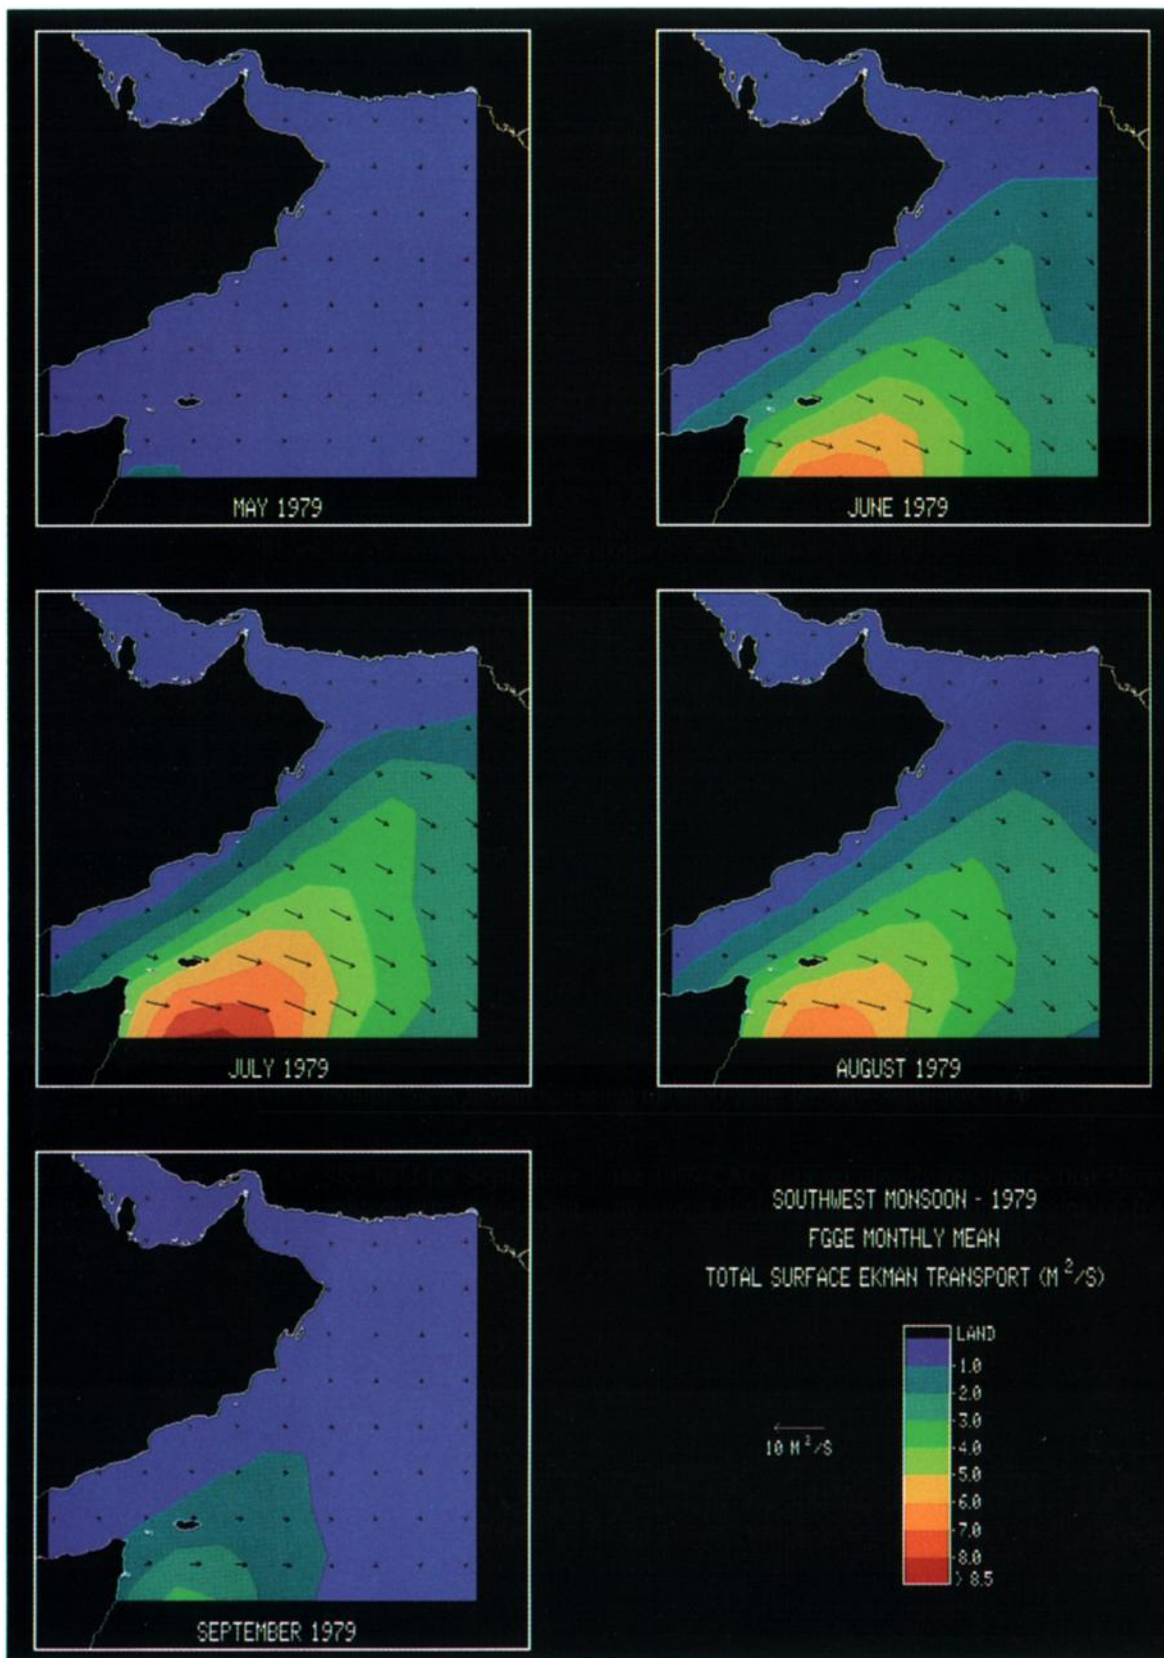 MAY 1979
JUNE 1979
JULY 1979
AUGUST 1979
SEPTEMBER 1979
SOUTHWEST MONSOON - 1979
FGGE MONTHLY MEAN
TOTAL SURFACE EKMAN TRANSPORT (M²/S)
LAND
1.0
2.0
3.0
4.0
5.0
6.0
7.0
8.0
> 8.5
10 M²/S